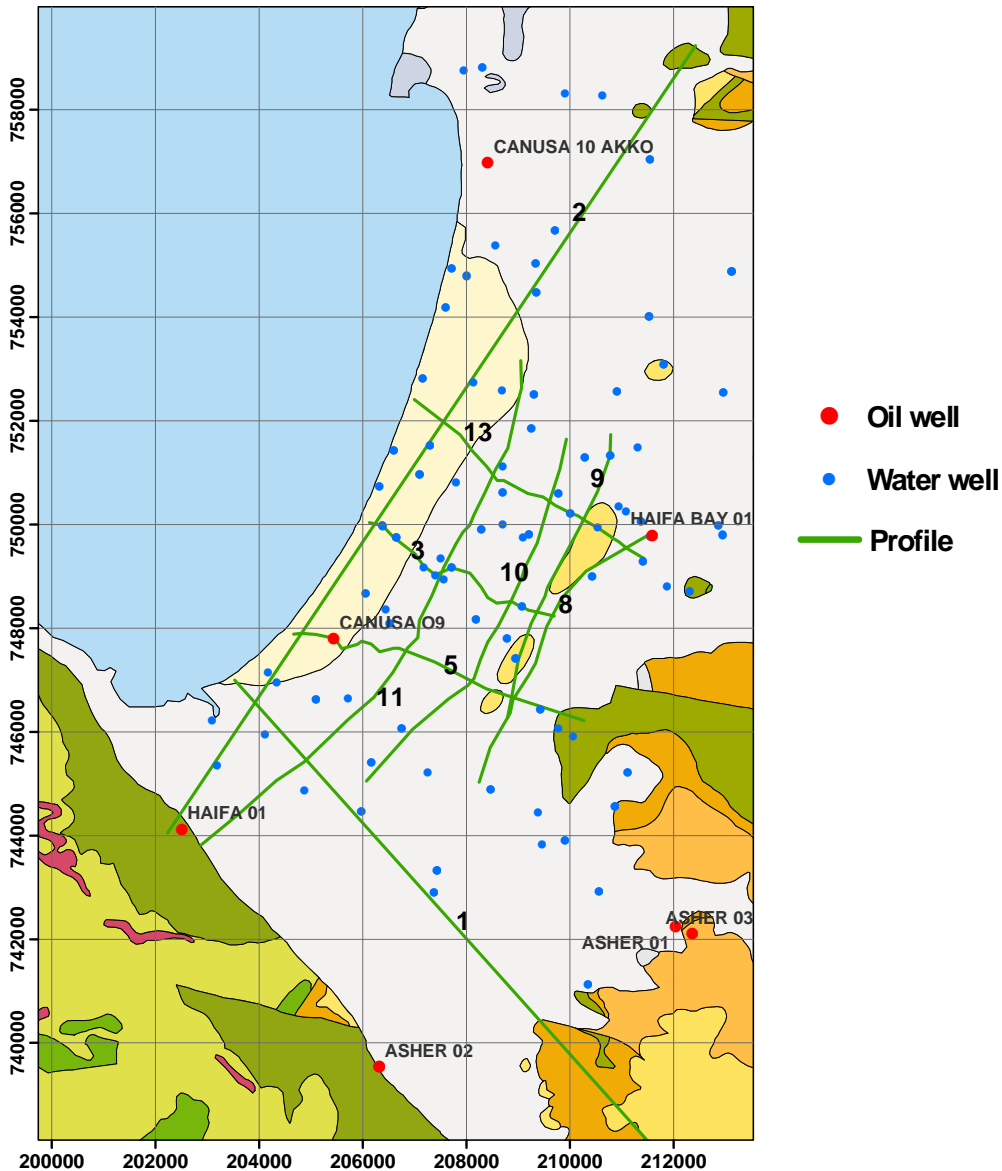 758000
756000
754000
752000
750000
748000
746000
744000
742000
740000
CANUSA 10 AKKO
2
13
9
HAIFA BAY 01
3
10
8
CANUSA O9
5
11
HAIFA 01
1
ASHER 03
ASHER 01
ASHER 02
200000 202000 204000 206000 208000 210000 212000
Oil well
Water well
Profile